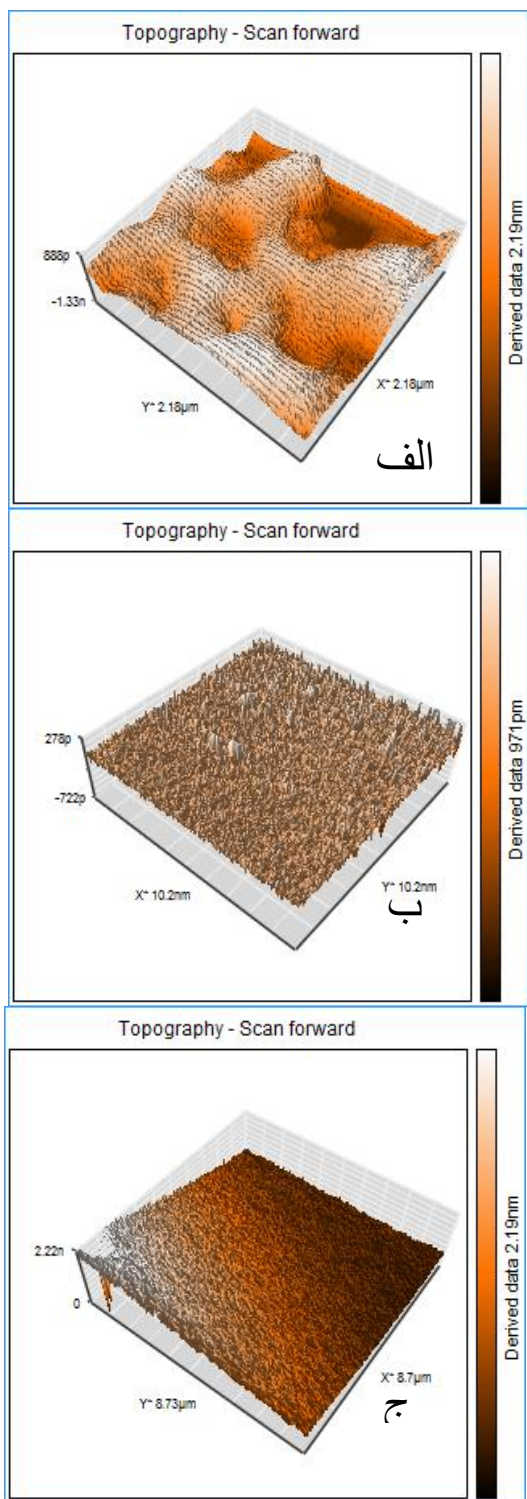 Topography - Scan forward
888p
-1.33n
Y* 2.18µm
X* 2.18µm
Derived data 2.19nm
الف
Topography - Scan forward
278p
-722p
X* 10.2nm
Y* 10.2nm
Derived data 971pm
ب
Topography - Scan forward
2.22n
0
Y* 8.73µm
X* 8.7µm
Derived data 2.19nm
ج